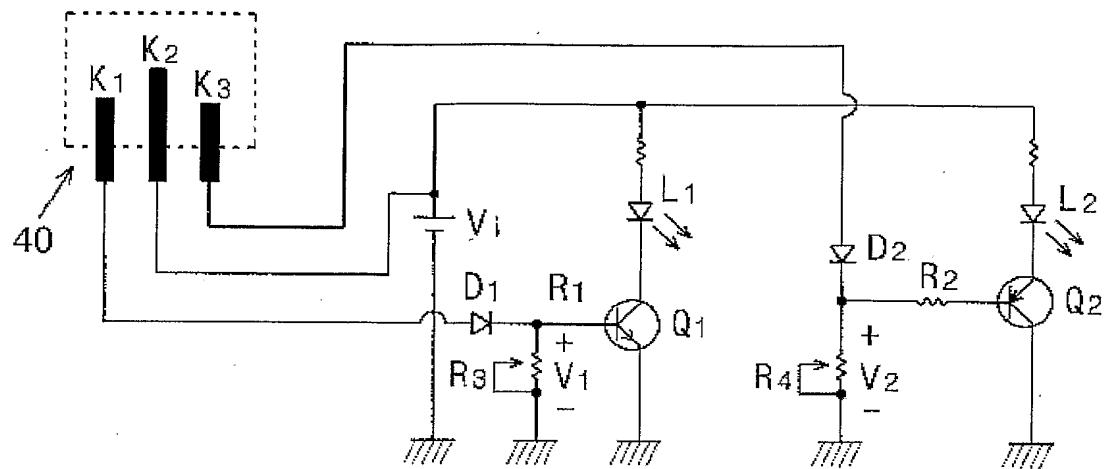 K1
K2
K3
40
Vi
L1
L2
D1
R1
Q1
D2
R2
Q2
R3
+
V1
−
R4
+
V2
−